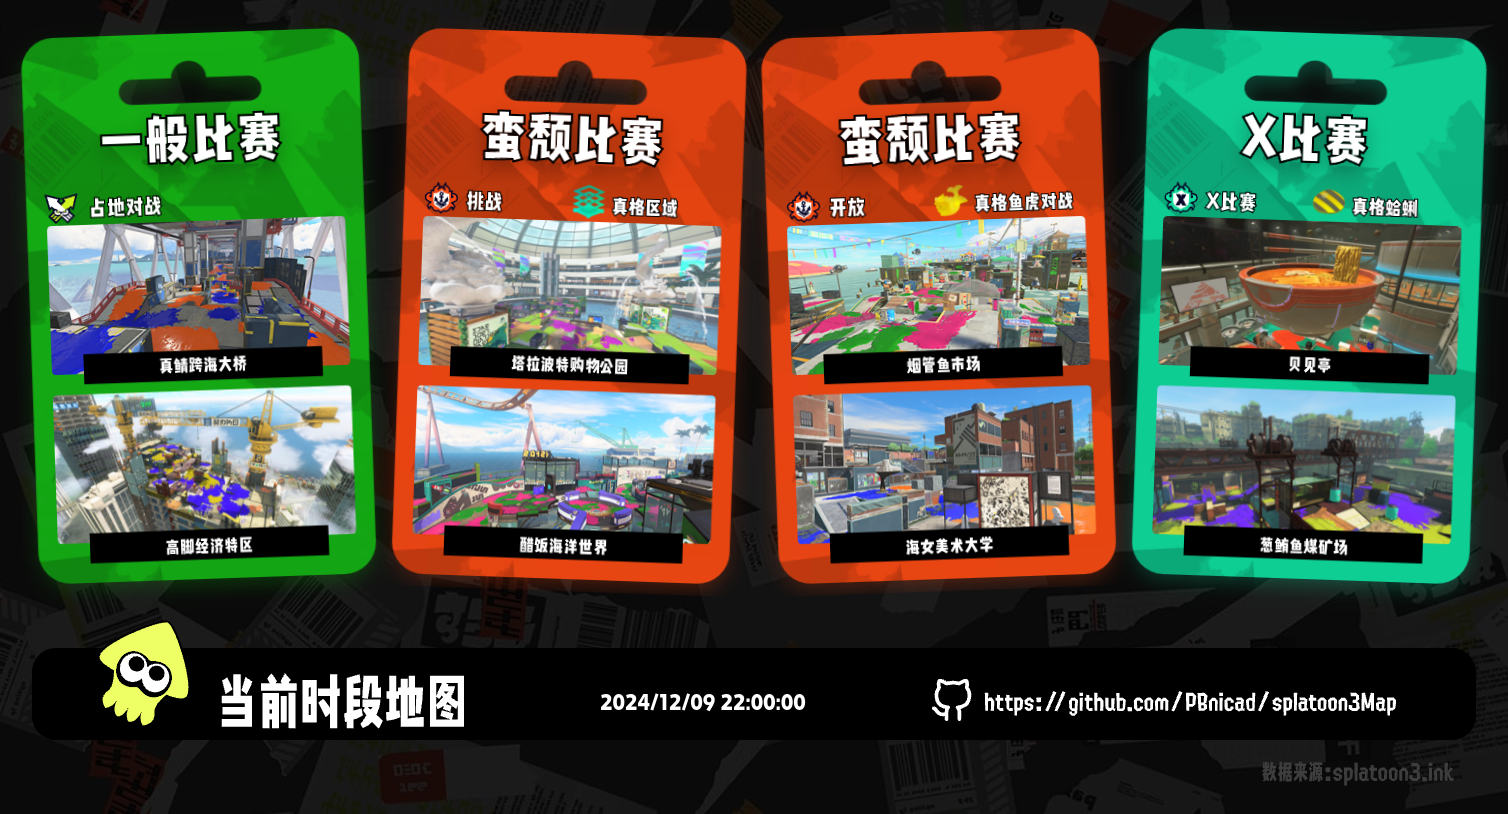 一般比赛
占地对战
真鲭跨海大桥
高脚经济特区
蛮颓比赛
挑战
真格区域
塔拉波特购物公园
醋饭海洋世界
蛮颓比赛
开放
真格鱼虎对战
烟管鱼市场
海女美术大学
X比赛
X比赛
真格蛤蜊
贝见亭
葱鲔鱼煤矿场
当前时段地图
2024/12/09 22:00:00
https://github.com/PBnicad/splatoon3Map
数据来源:splatoon3.ink